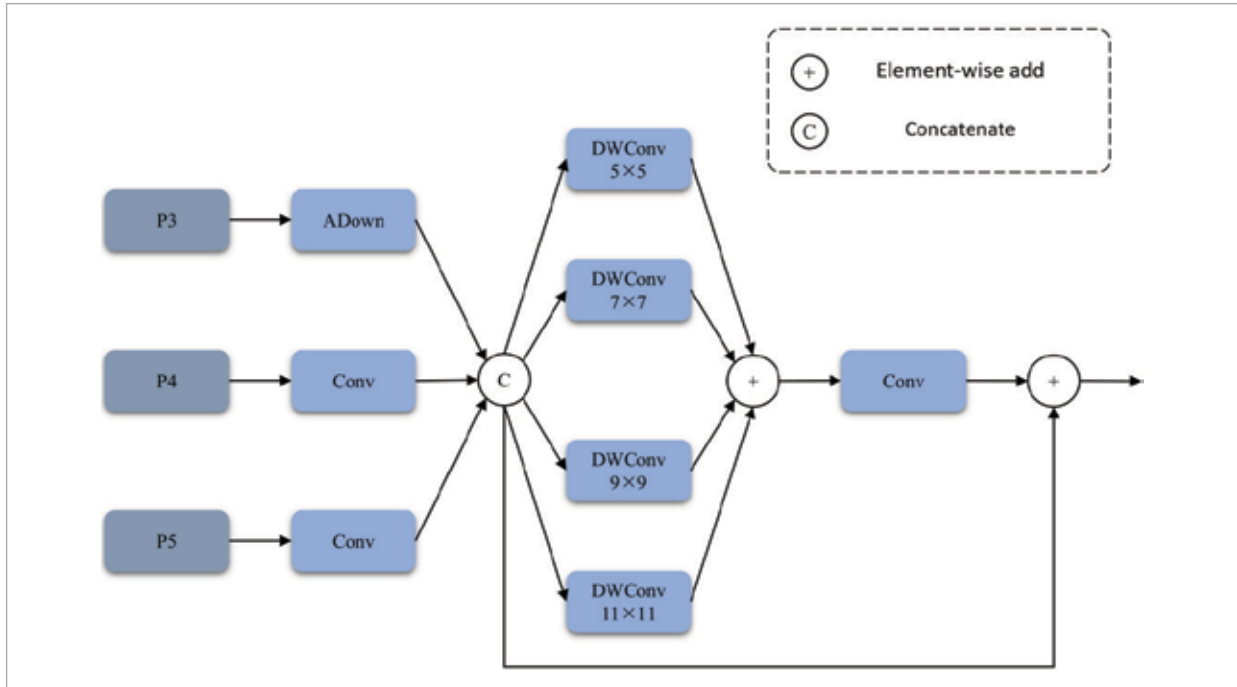 + Element-wise add
C Concatenate
DWConv
5×5
P3
ADown
DWConv
7×7
P4
Conv
C
+
Conv
+
DWConv
9×9
P5
Conv
DWConv
11×11